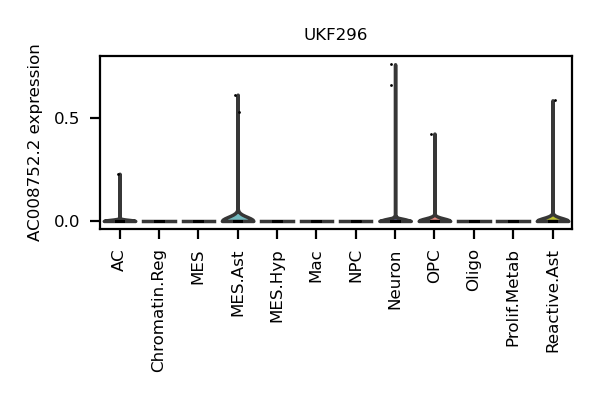 UKF296
AC008752.2 expression
0.5
0.0
AC
Chromatin.Reg
MES
MES.Ast
MES.Hyp
Mac
NPC
Neuron
OPC
Oligo
Prolif.Metab
Reactive.Ast